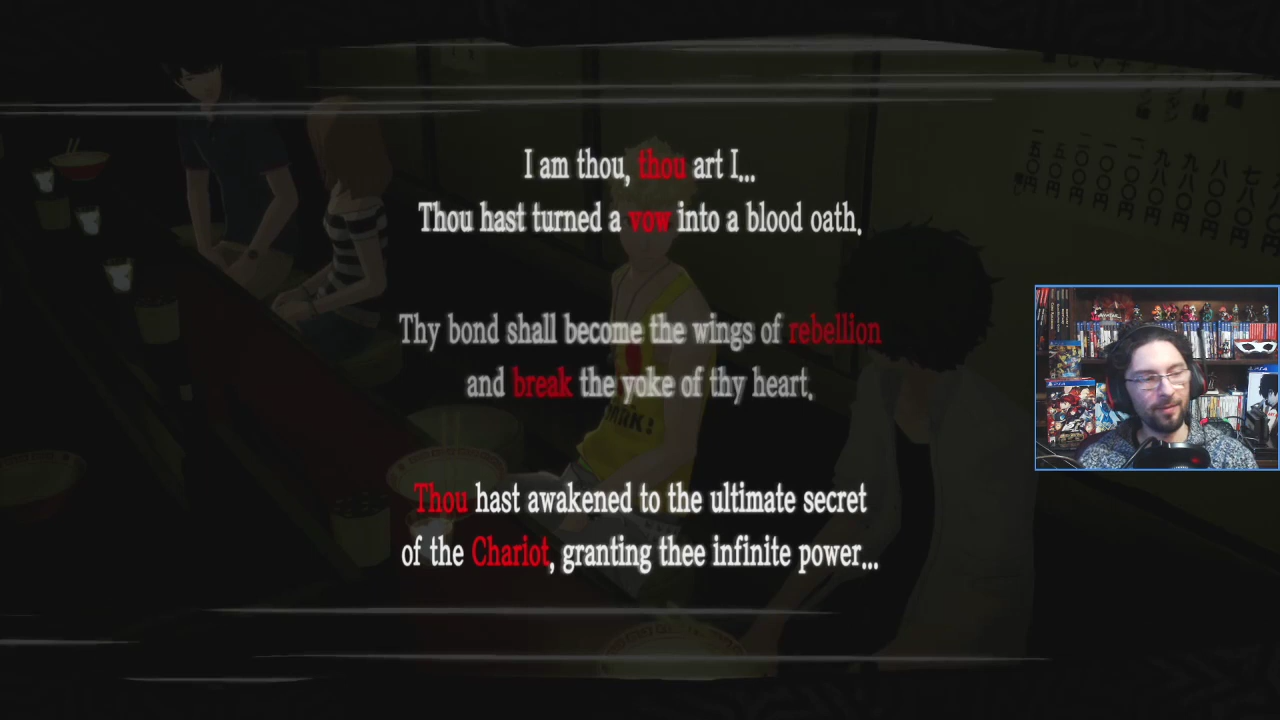 I am thou, thou art I...
Thou hast turned a vow into a blood oath.
Thy bond shall become the wings of rebellion
and break the yoke of thy heart.
Thou hast awakened to the ultimate secret
of the Chariot, granting thee infinite power...